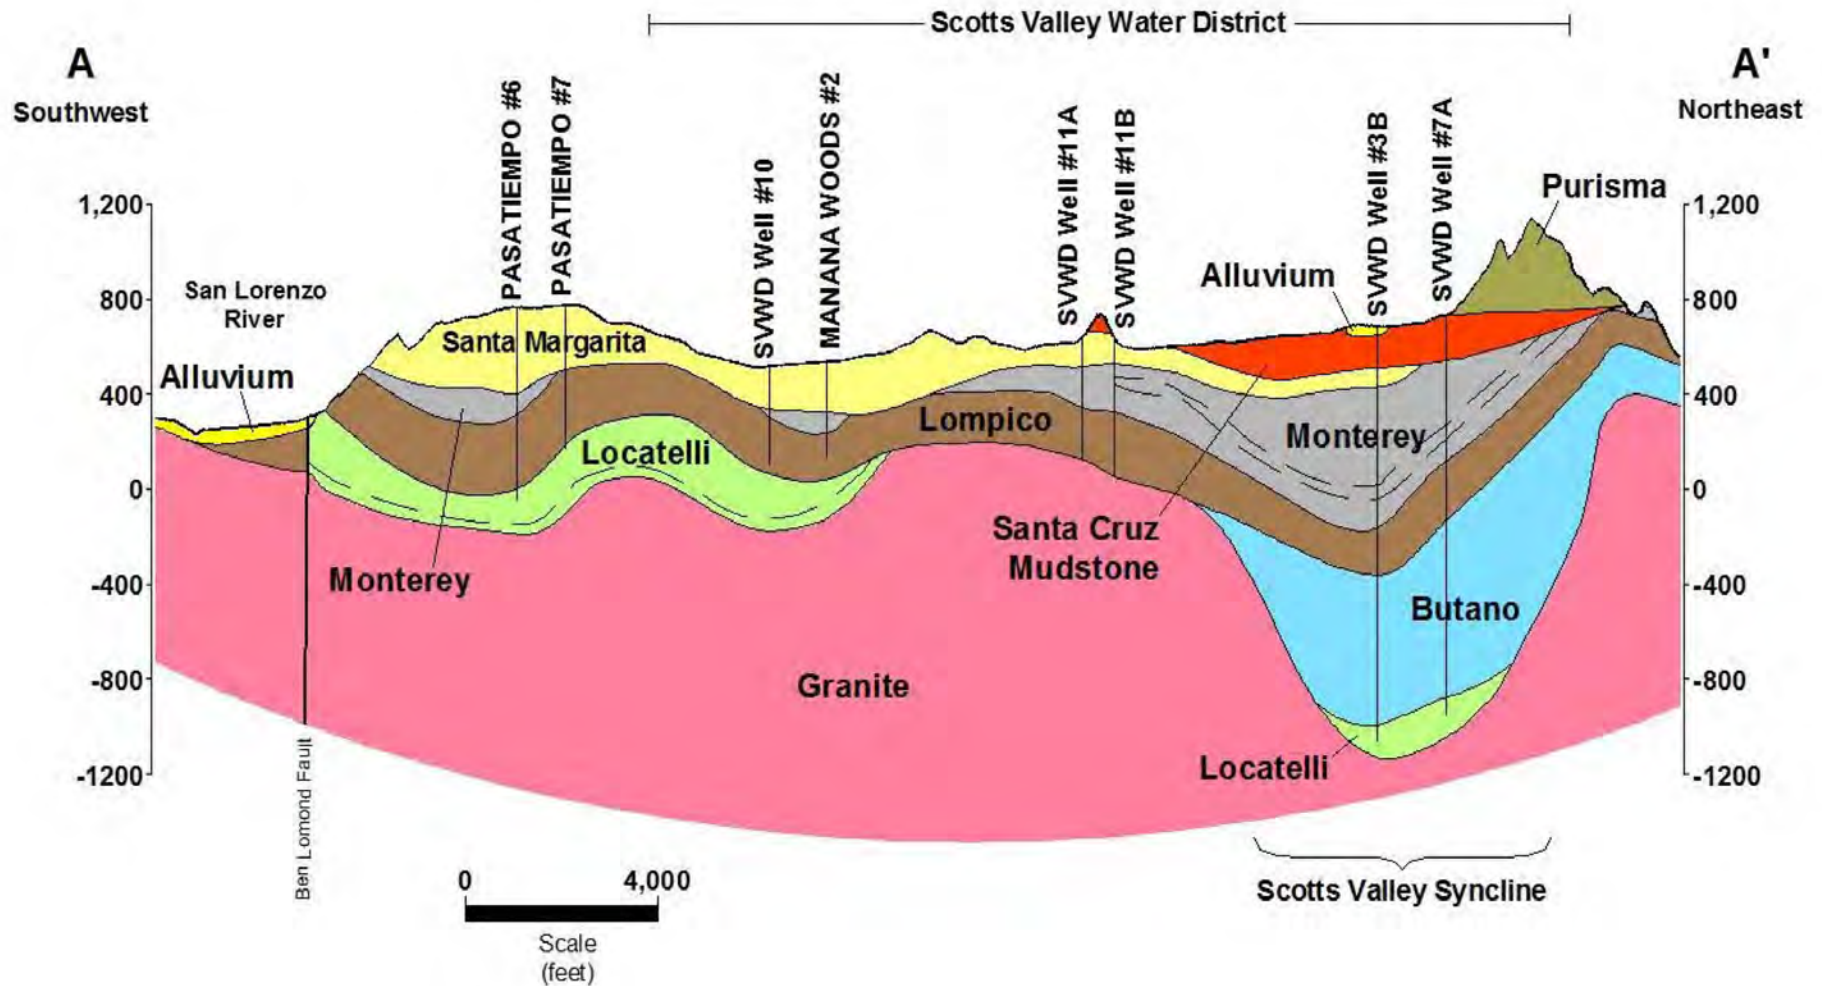 Scotts Valley Water District
A
Southwest
A'
Northeast
PASATIEMPO #6
PASATIEMPO #7
SVWD Well #10
MANANA WOODS #2
SVWD Well #11A
SVWD Well #11B
SVWD Well #3B
SVWD Well #7A
Purisma
1,200
800
400
0
-400
-800
-1200
1,200
800
400
0
-400
-800
-1200
San Lorenzo
River
Alluvium
Santa Margarita
Alluvium
Locatelli
Lompico
Monterey
Santa Cruz
Mudstone
Monterey
Butano
Granite
Locatelli
Ben Lomond Fault
0 4,000
Scale
(feet)
Scotts Valley Syncline